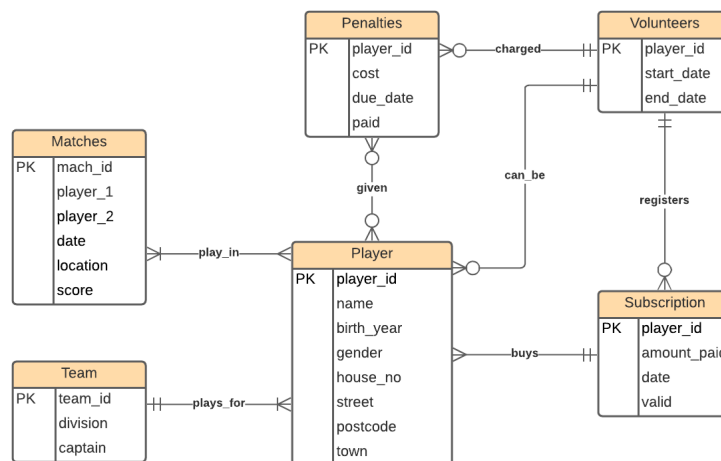 Penalties
PK player_id
cost
due_date
paid
charged
Volunteers
PK player_id
start_date
end_date
Matches
PK mach_id
player_1
player_2
date
location
score
given
can_be
registers
play_in
Player
PK player_id
name
birth_year
gender
house_no
street
postcode
town
buys
Subscription
PK player_id
amount_paid
date
valid
Team
PK team_id
division
captain
plays_for